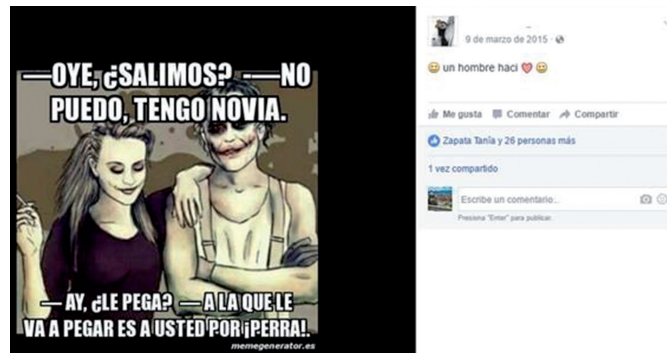 —OYE, ¿SALIMOS? -—NO
PUEDO, TENGO NOVIA.
— AY, ¿LE PEGA? — A LA QUE LE
VA A PEGAR ES A USTED POR ¡PERRA!.
memegenerator.es
9 de marzo de 2015
un hombre haci
Me gusta Comentar Compartir
Zapata Tanía y 26 personas más
1 vez compartido
Escribe un comentario...
Presiona "Enter" para publicar.